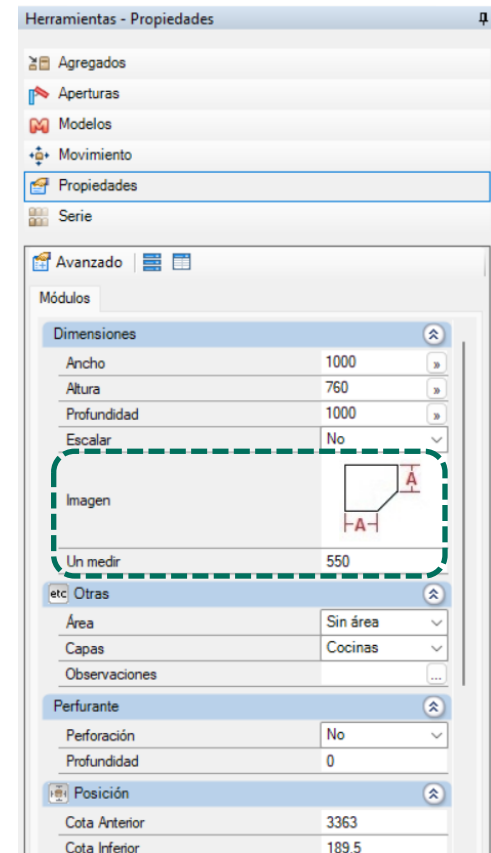 Herramientas - Propiedades
Agregados
Aperturas
Modelos
Movimiento
Propiedades
Serie
Avanzado
Módulos
Dimensiones
Ancho 1000 »
Altura 760 »
Profundidad 1000 »
Escalar No
A
Imagen
A
Un medir 550
etc Otras
Área Sin área
Capas Cocinas
Observaciones ...
Perfurante
Perforación No
Profundidad 0
Posición
Cota Anterior 3363
Cota Inferior 189.5